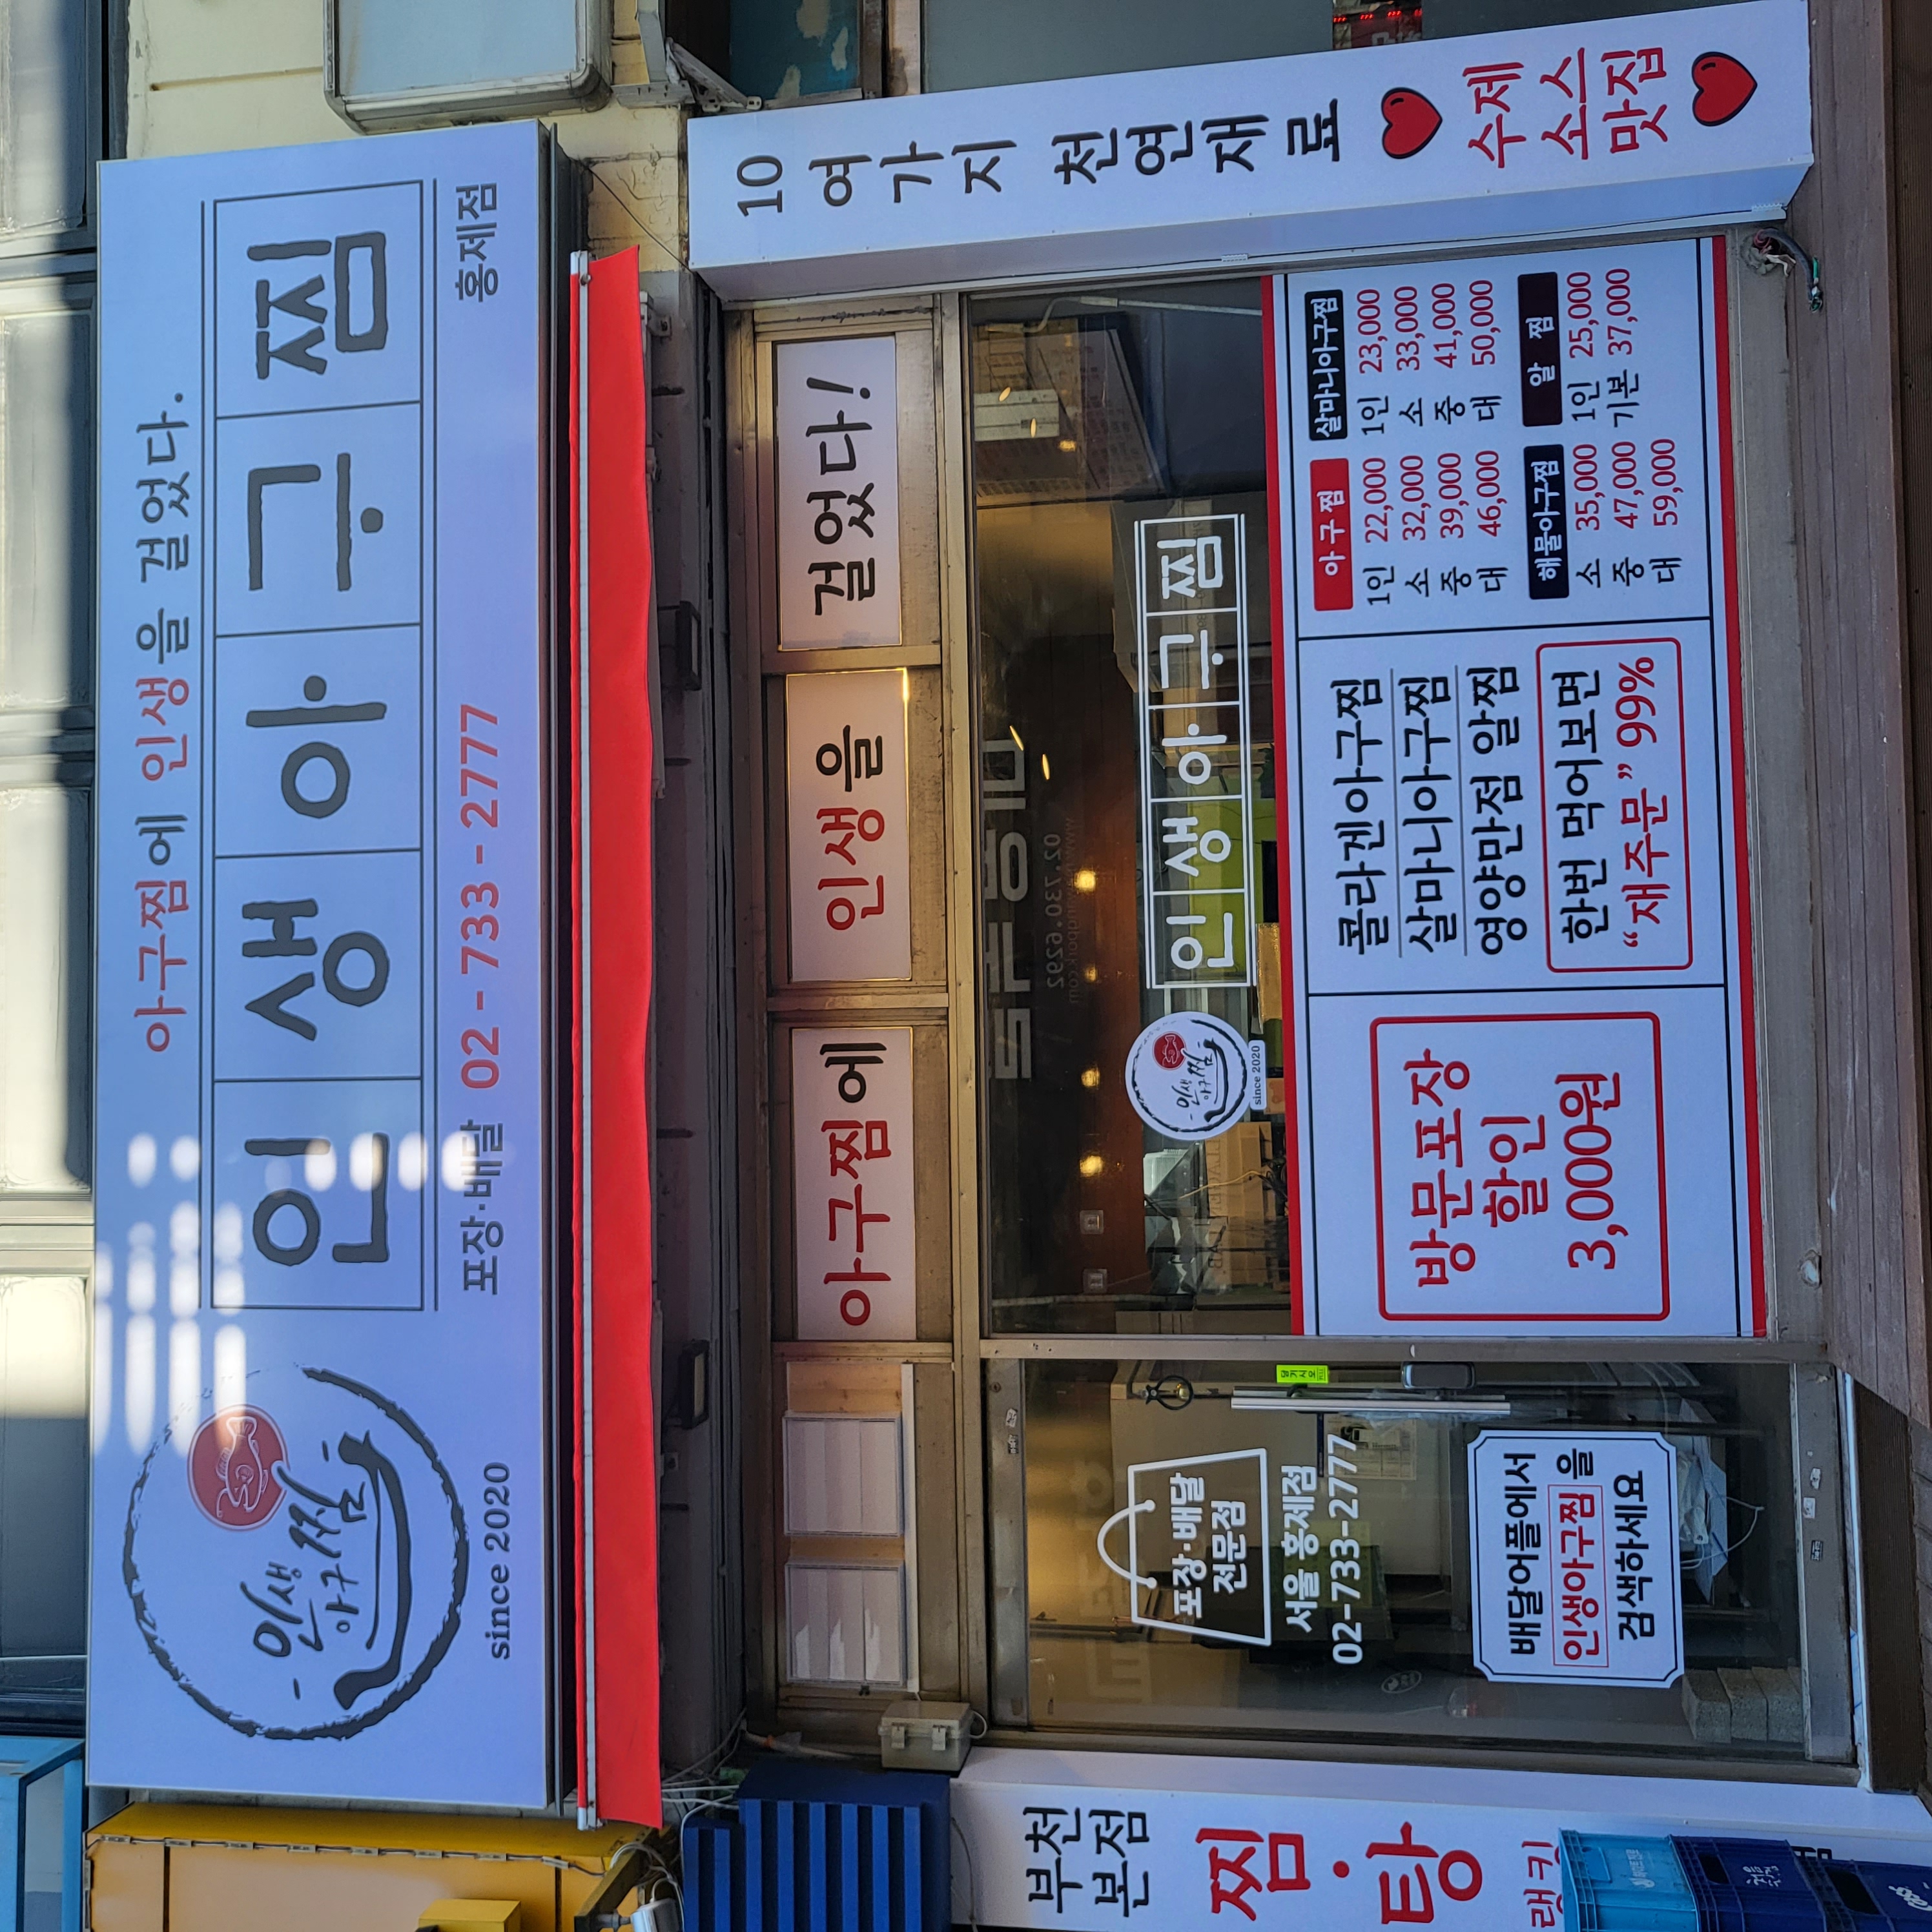 아구찜에 인생을 걸었다.
인생아구찜
포장·배달 02-733-2777
홍제점
인생
아구찜
since 2020
아구찜에 인생을 걸었다!
10
여
가
지
천
연
재
료
수제
소스
맛집
인생아구찜
인생
아구찜
since 2020
방문포장
할인
3,000원
콜라겐아구찜
살마니아구찜
영양만점 알찜
한번 먹어보면
“재주문” 99%
아구찜
1인 22,000
소 32,000
중 39,000
대 46,000
살마니아구찜
1인 23,000
소 33,000
중 41,000
대 50,000
해물아구찜
소 35,000
중 47,000
대 59,000
알 찜
1인 25,000
기본 37,000
포장·배달
전문점
서울 홍제점
02-733-2777
배달어플에서
인생아구찜을
검색하세요
당기시오
부천
본점
찜
·
탕
랭키
02.730.6292